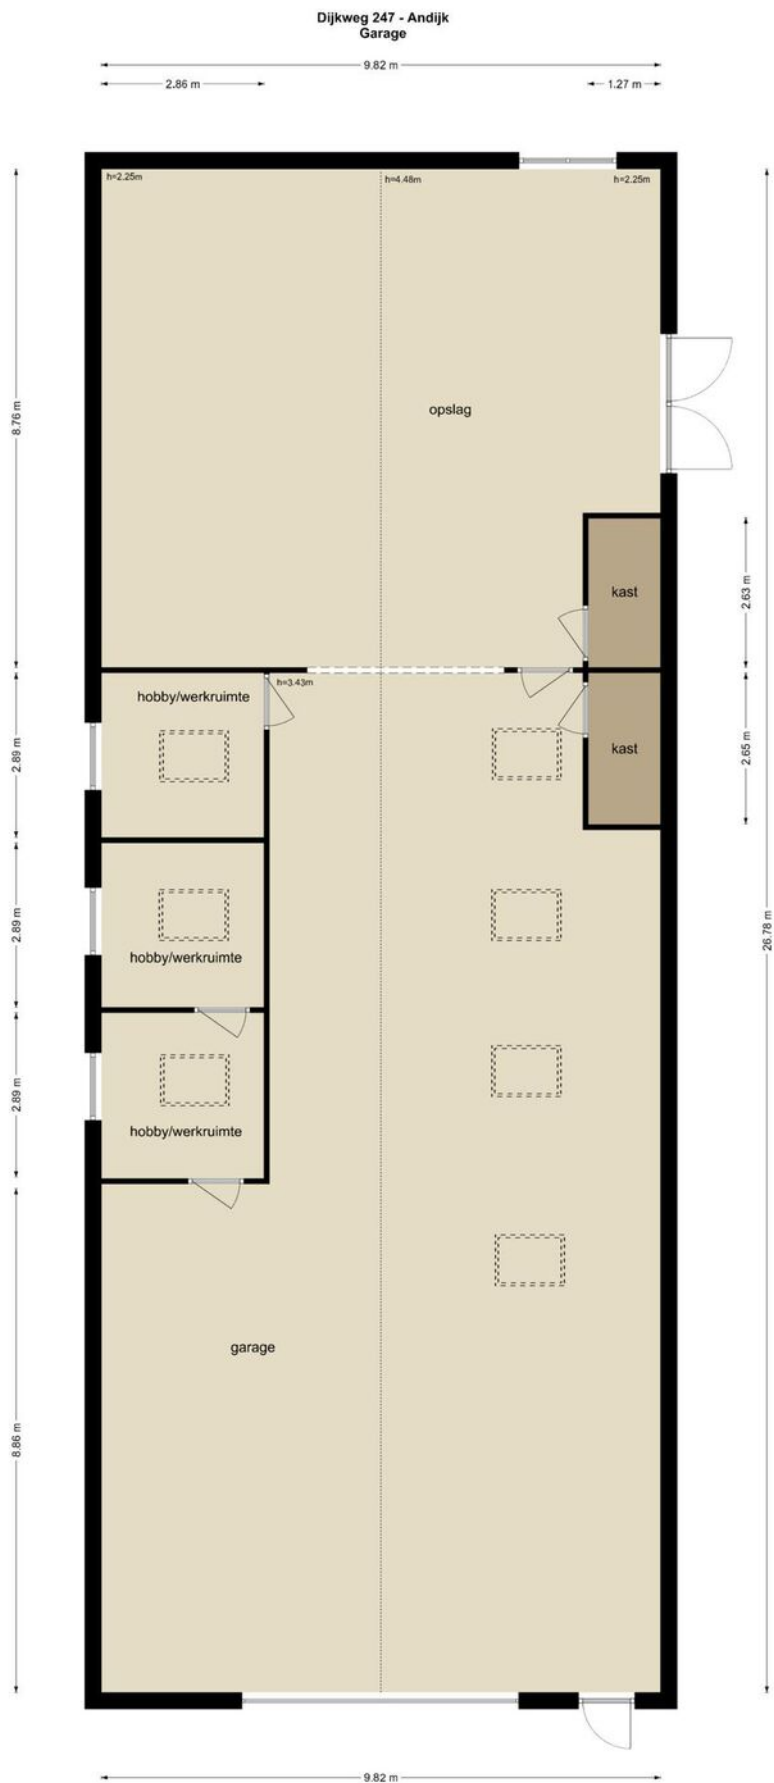 Dijkweg 247 - Andijk
Garage
9.82 m
2.86 m
1.27 m
h=2.25m
h=4.48m
h=2.25m
8.76 m
opslag
kast
2.63 m
hobby/werkruimte
h=3.43m
2.89 m
kast
2.65 m
2.89 m
hobby/werkruimte
26.78 m
2.89 m
hobby/werkruimte
garage
8.86 m
9.82 m